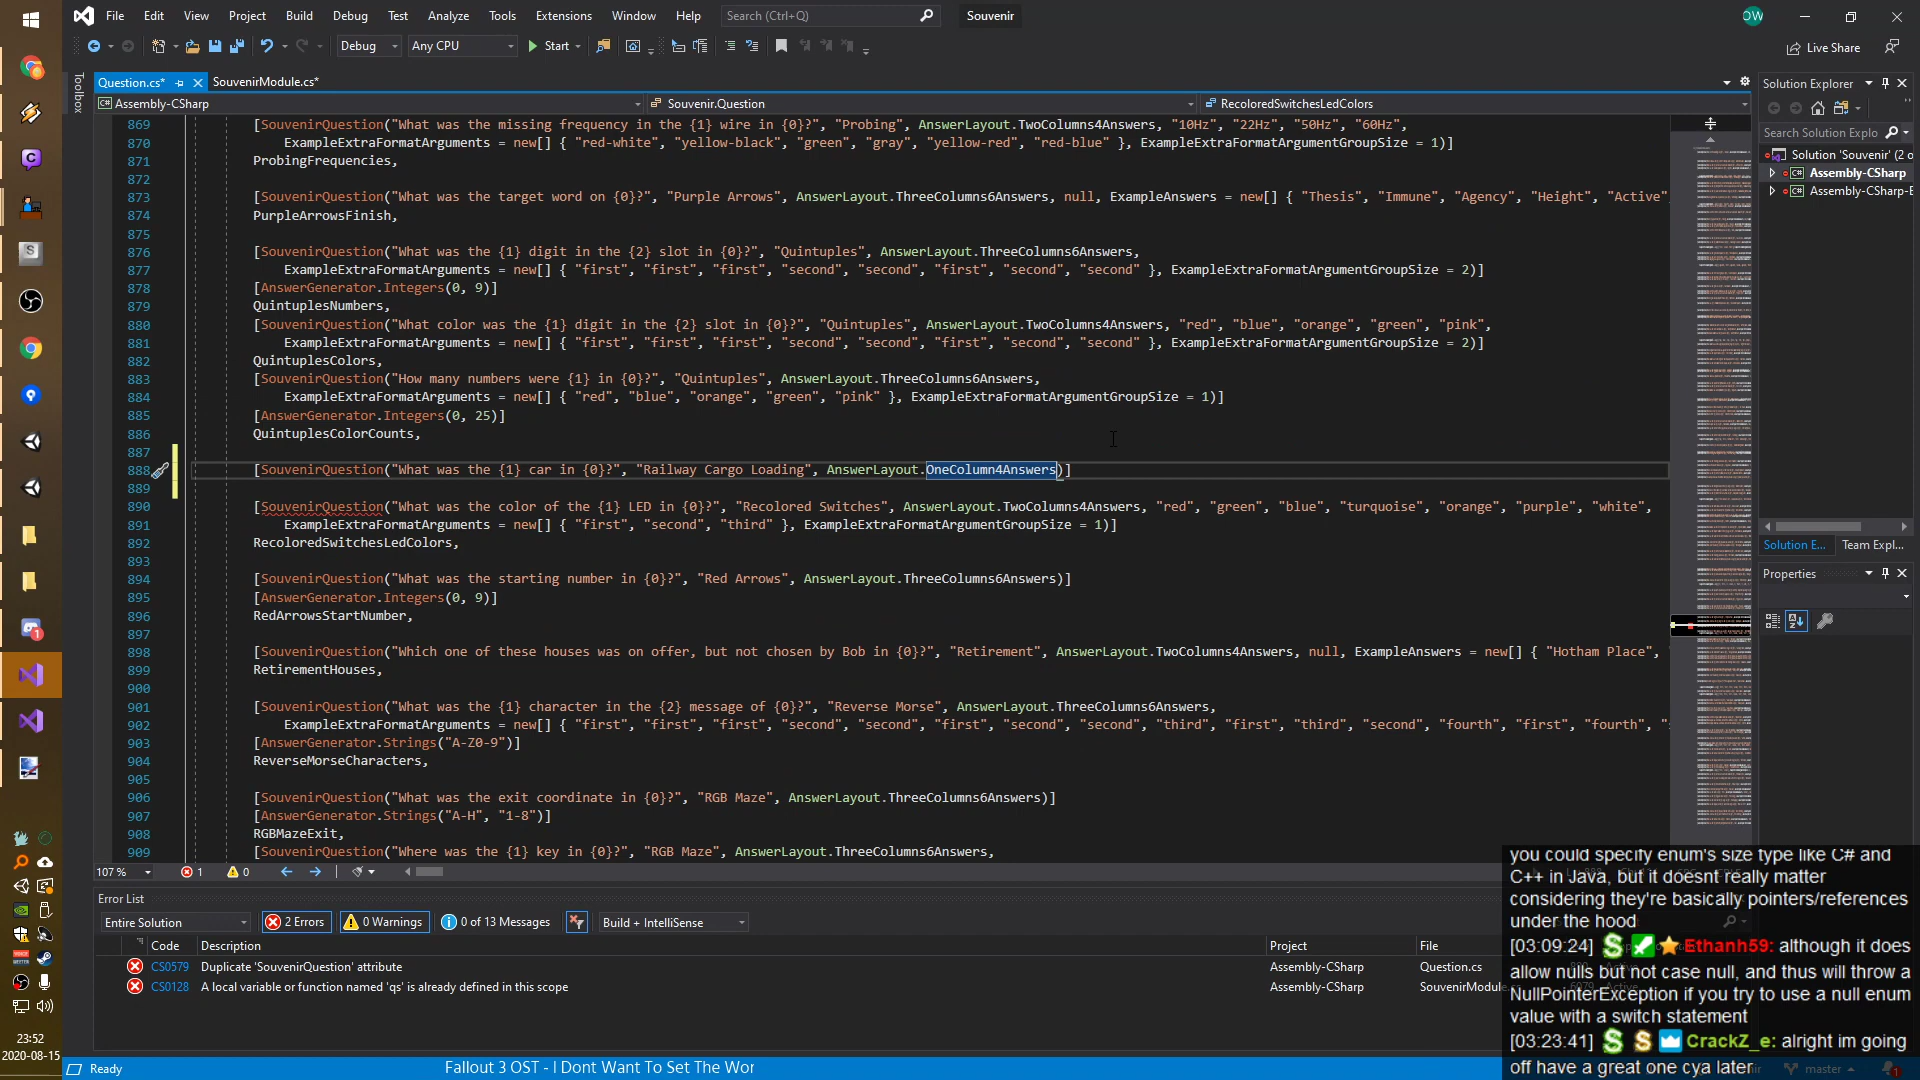 File Edit View Project Build Debug Test Analyze Tools Extensions Window Help Search (Ctrl+Q) Souvenir OW
Debug Any CPU Start Live Share
Toolbox
Question.cs* SouvenirModule.cs*
Assembly-CSharp Souvenir.Question RecoloredSwitchesLedColors
869 [SouvenirQuestion("What was the missing frequency in the {1} wire in {0}?", "Probing", AnswerLayout.TwoColumns4Answers, "10Hz", "22Hz", "50Hz", "60Hz",
870 ExampleExtraFormatArguments = new[] { "red-white", "yellow-black", "green", "gray", "yellow-red", "red-blue" }, ExampleExtraFormatArgumentGroupSize = 1)]
871 ProbingFrequencies,
872
873 [SouvenirQuestion("What was the target word on {0}?", "Purple Arrows", AnswerLayout.ThreeColumns6Answers, null, ExampleAnswers = new[] { "Thesis", "Immune", "Agency", "Height", "Active",
874 PurpleArrowsFinish,
875
876 [SouvenirQuestion("What was the {1} digit in the {2} slot in {0}?", "Quintuples", AnswerLayout.ThreeColumns6Answers,
877 ExampleExtraFormatArguments = new[] { "first", "first", "first", "second", "second", "first", "second", "second" }, ExampleExtraFormatArgumentGroupSize = 2)]
878 [AnswerGenerator.Integers(0, 9)]
879 QuintuplesNumbers,
880 [SouvenirQuestion("What color was the {1} digit in the {2} slot in {0}?", "Quintuples", AnswerLayout.TwoColumns4Answers, "red", "blue", "orange", "green", "pink",
881 ExampleExtraFormatArguments = new[] { "first", "first", "first", "second", "second", "first", "second", "second" }, ExampleExtraFormatArgumentGroupSize = 2)]
882 QuintuplesColors,
883 [SouvenirQuestion("How many numbers were {1} in {0}?", "Quintuples", AnswerLayout.ThreeColumns6Answers,
884 ExampleExtraFormatArguments = new[] { "red", "blue", "orange", "green", "pink" }, ExampleExtraFormatArgumentGroupSize = 1)]
885 [AnswerGenerator.Integers(0, 25)]
886 QuintuplesColorCounts,
887
888 [SouvenirQuestion("What was the {1} car in {0}?", "Railway Cargo Loading", AnswerLayout.OneColumn4Answers)]
889
890 [SouvenirQuestion("What was the color of the {1} LED in {0}?", "Recolored Switches", AnswerLayout.TwoColumns4Answers, "red", "green", "blue", "turquoise", "orange", "purple", "white",
891 ExampleExtraFormatArguments = new[] { "first", "second", "third" }, ExampleExtraFormatArgumentGroupSize = 1)]
892 RecoloredSwitchesLedColors,
893
894 [SouvenirQuestion("What was the starting number in {0}?", "Red Arrows", AnswerLayout.ThreeColumns6Answers)]
895 [AnswerGenerator.Integers(0, 9)]
896 RedArrowsStartNumber,
897
898 [SouvenirQuestion("Which one of these houses was on offer, but not chosen by Bob in {0}?", "Retirement", AnswerLayout.TwoColumns4Answers, null, ExampleAnswers = new[] { "Hotham Place",
899 RetirementHouses,
900
901 [SouvenirQuestion("What was the {1} character in the {2} message of {0}?", "Reverse Morse", AnswerLayout.ThreeColumns6Answers,
902 ExampleExtraFormatArguments = new[] { "first", "first", "first", "second", "second", "first", "second", "second", "third", "first", "third", "second", "fourth", "first", "fourth",
903 [AnswerGenerator.Strings("A-Z0-9")]
904 ReverseMorseCharacters,
905
906 [SouvenirQuestion("What was the exit coordinate in {0}?", "RGB Maze", AnswerLayout.ThreeColumns6Answers)]
907 [AnswerGenerator.Strings("A-H", "1-8")]
908 RGBMazeExit,
909 [SouvenirQuestion("Where was the {1} key in {0}?", "RGB Maze", AnswerLayout.ThreeColumns6Answers,
107 % 1 0
Error List
Entire Solution 2 Errors 0 Warnings 0 of 13 Messages Build + IntelliSense
Code Description Project File
CS0579 Duplicate 'SouvenirQuestion' attribute Assembly-CSharp Question.cs
CS0128 A local variable or function named 'qs' is already defined in this scope Assembly-CSharp SouvenirModule.
Solution Explorer
Search Solution Explo
Solution 'Souvenir' (2 o
Assembly-CSharp
Assembly-CSharp-E
Solution E... Team Expl...
Properties
you could specify enum's size type like C# and
C++ in Java, but it doesnt really matter
considering they're basically pointers/references
under the hood
[03:09:24] Ethanh59: although it does
allow nulls but not case null, and thus will throw a
NullPointerException if you try to use a null enum
value with a switch statement
[03:23:41] CrackZ_e: alright im going
off have a great one cya later
Ready Fallout 3 OST - I Dont Want To Set The Wor master
23:52
2020-08-15